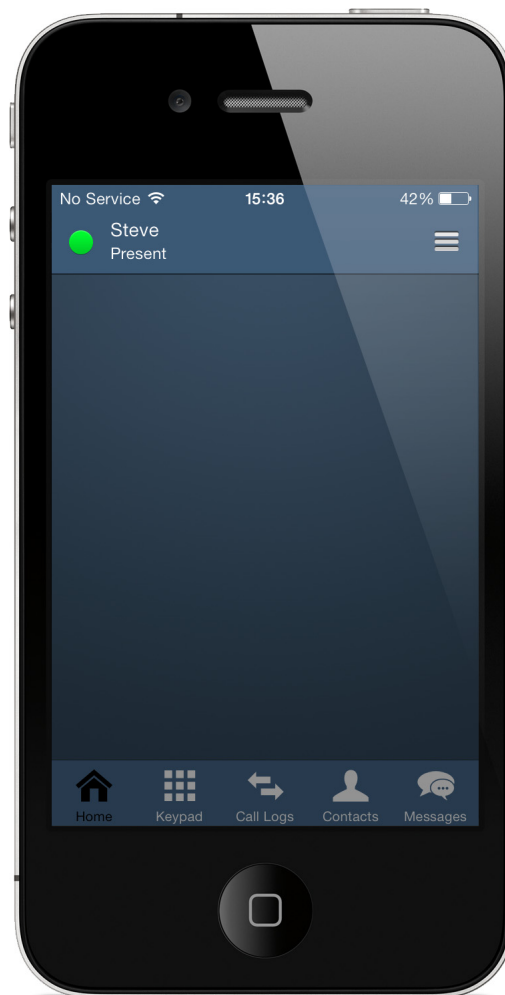 No Service 15:36 42%
Steve
Present
Home Keypad Call Logs Contacts Messages